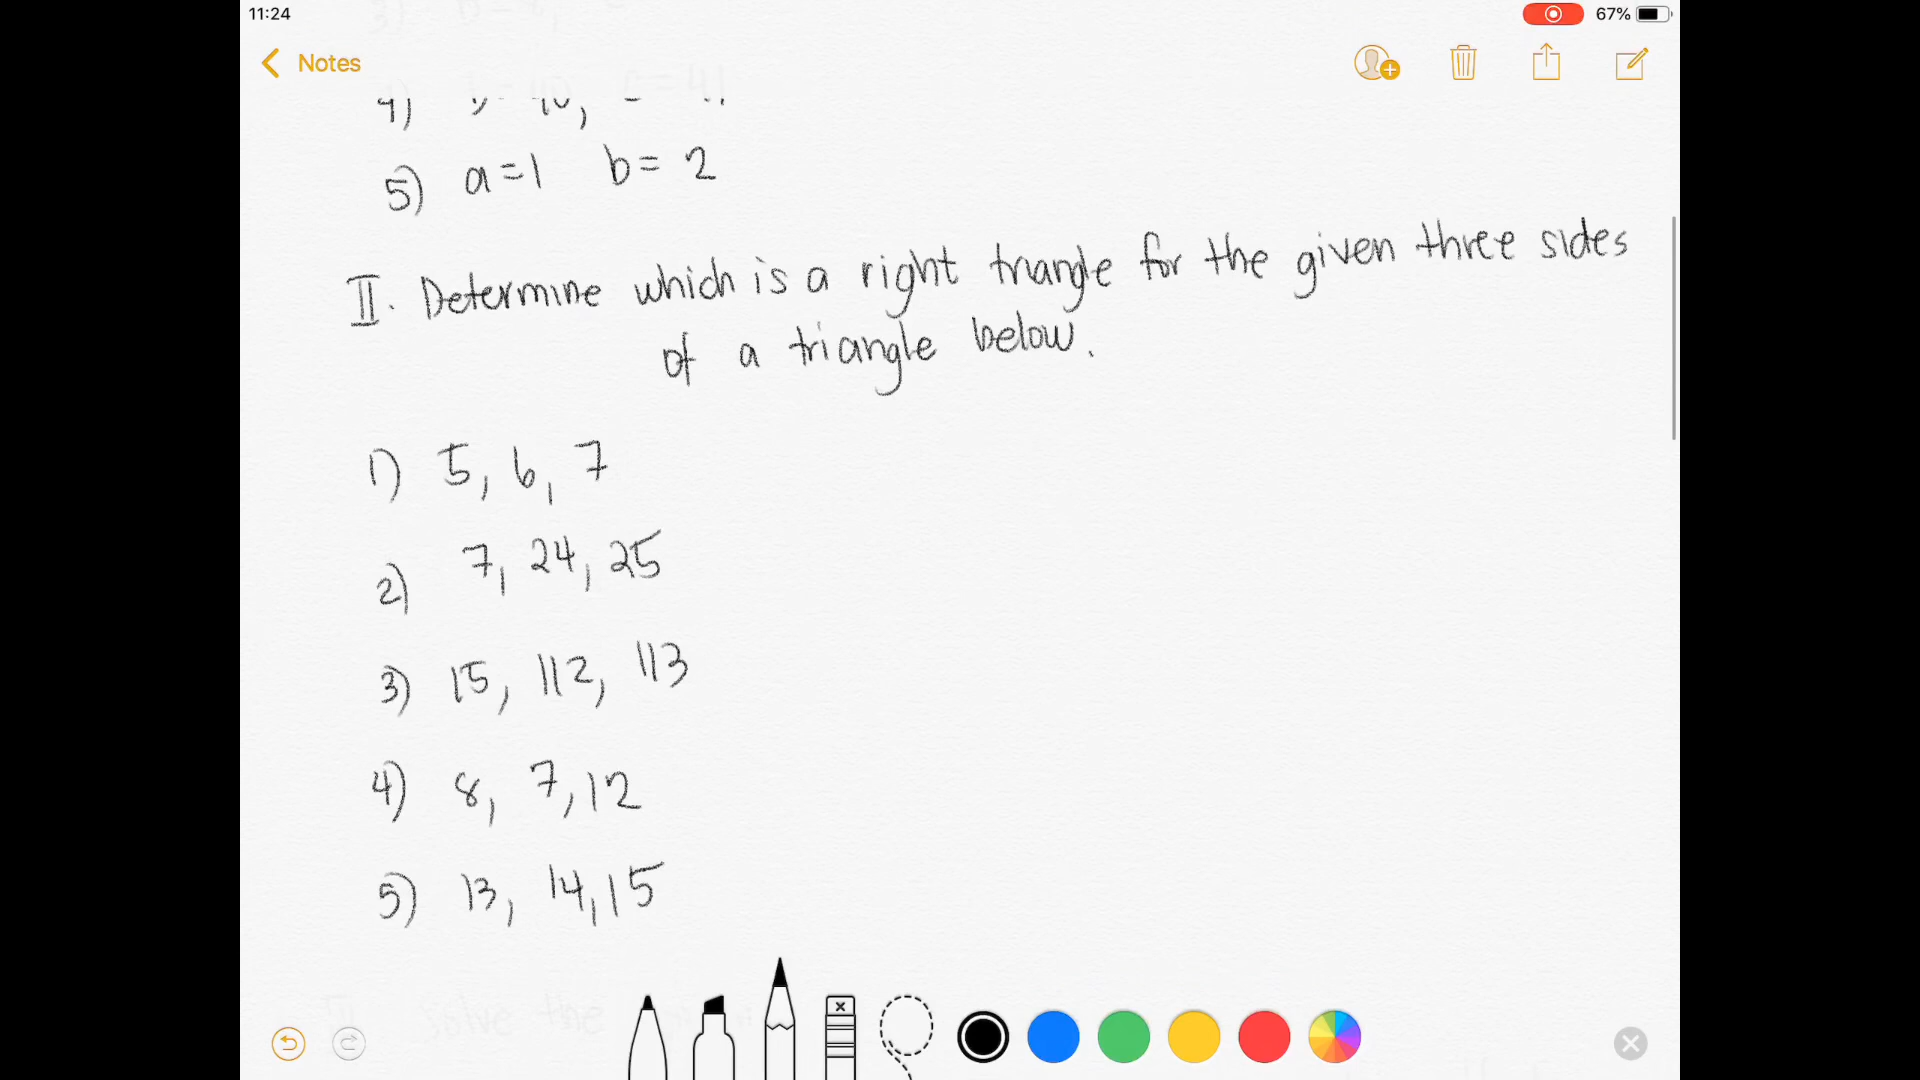 11:24
67%
Notes
5) a=1 b= 2
II. Determine which is a right triangle for the given three sides
of a triangle below.
1) 5, 6, 7
2) 7, 24, 25
3) 15, 112, 113
4) 8, 7, 12
5) 13, 14, 15
Solve the